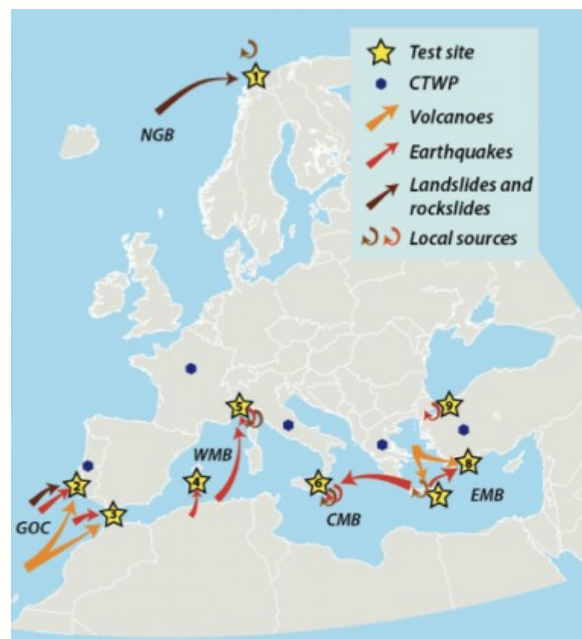 Test site
CTWP
Volcanoes
Earthquakes
Landslides and
rockslides
Local sources
1
NGB
5
9
WMB
8
2
4
6
7
EMB
GOC
3
CMB